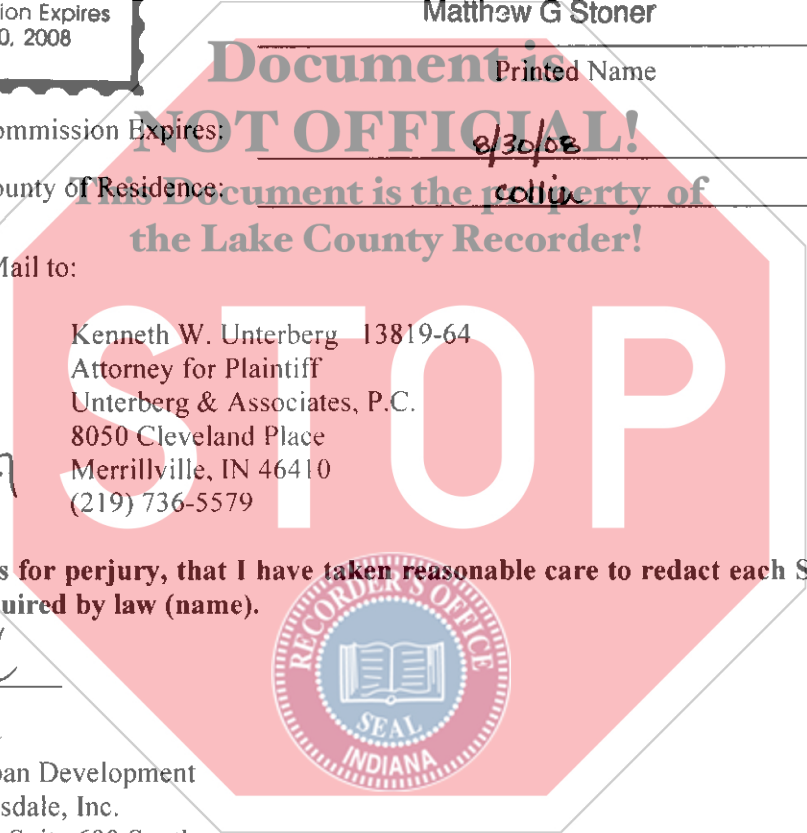 ion Expires
0, 2008
Matthew G Stoner
Printed Name
Document is
NOT OFFICIAL!
This Document is the property of
the Lake County Recorder!
ommission Expires:
8/30/08
ounty of Residence:
Collin
Mail to:
STOP
Kenneth W. Unterberg 13819-64
Attorney for Plaintiff
Unterberg & Associates, P.C.
8050 Cleveland Place
Merrillville, IN 46410
(219) 736-5579
s for perjury, that I have taken reasonable care to redact each S
uired by law (name).
RECORDER'S OFFICE
SEAL
INDIANA
ban Development
sdale, Inc.